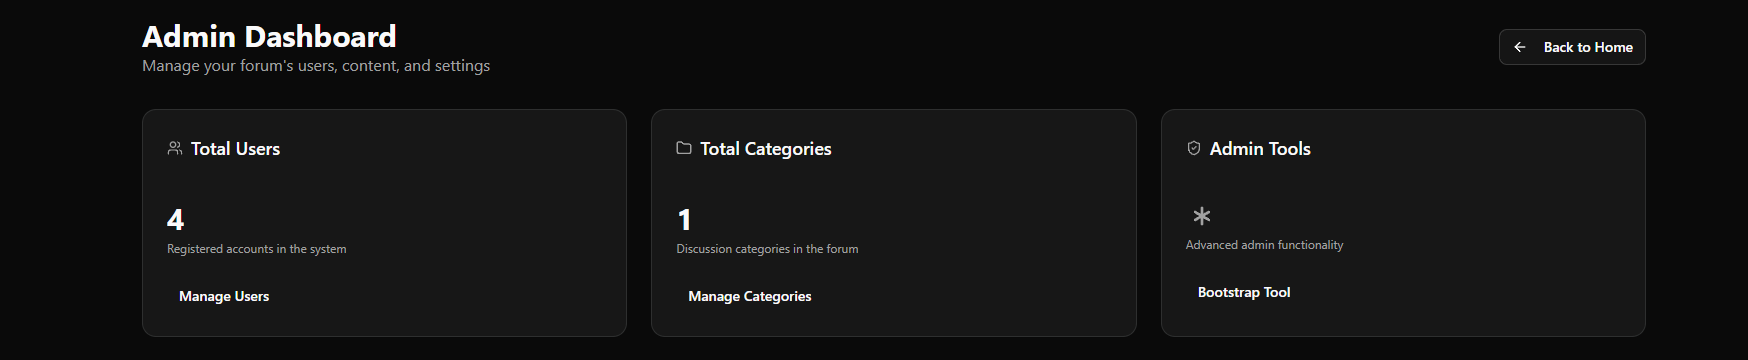 Admin Dashboard
Manage your forum's users, content, and settings
Back to Home
Total Users
4
Registered accounts in the system
Manage Users
Total Categories
1
Discussion categories in the forum
Manage Categories
Admin Tools
*
Advanced admin functionality
Bootstrap Tool